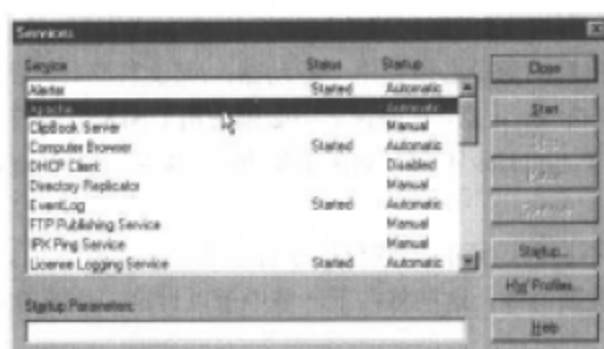 Services
Service Status Startup
Alerter Started Automatic
Apache Automatic
ClipBook Server Manual
Computer Browser Started Automatic
DHCP Client Disabled
Directory Replicator Manual
EventLog Started Automatic
FTP Publishing Service Manual
IPX Ping Service Manual
License Logging Service Started Automatic
Startup Parameters:
Close
Start
Startup...
HW Profiles...
Help